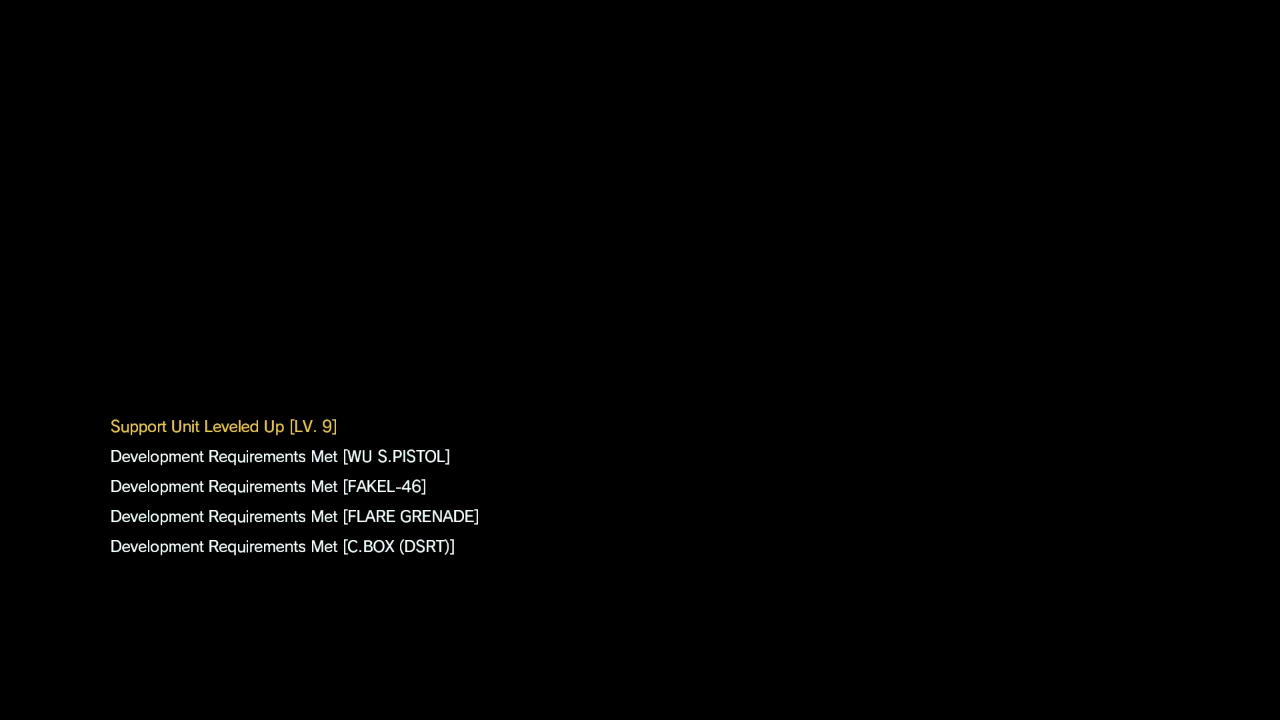 Support Unit Leveled Up [LV. 9]
Development Requirements Met [WU S.PISTOL]
Development Requirements Met [FAKEL-46]
Development Requirements Met [FLARE GRENADE]
Development Requirements Met [C.BOX (DSRT)]